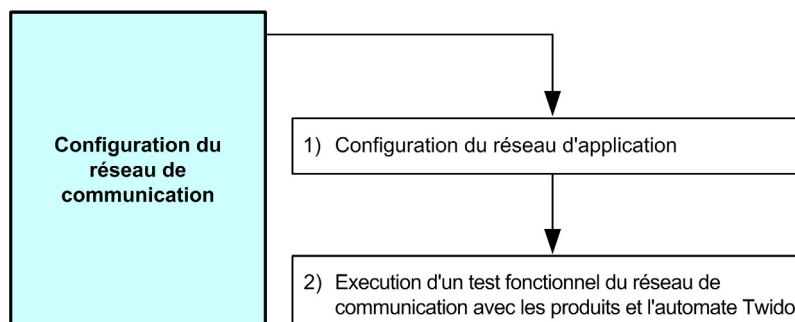 Configuration du
réseau de
communication
1) Configuration du réseau d'application
2) Execution d'un test fonctionnel du réseau de
communication avec les produits et l'automate Twido